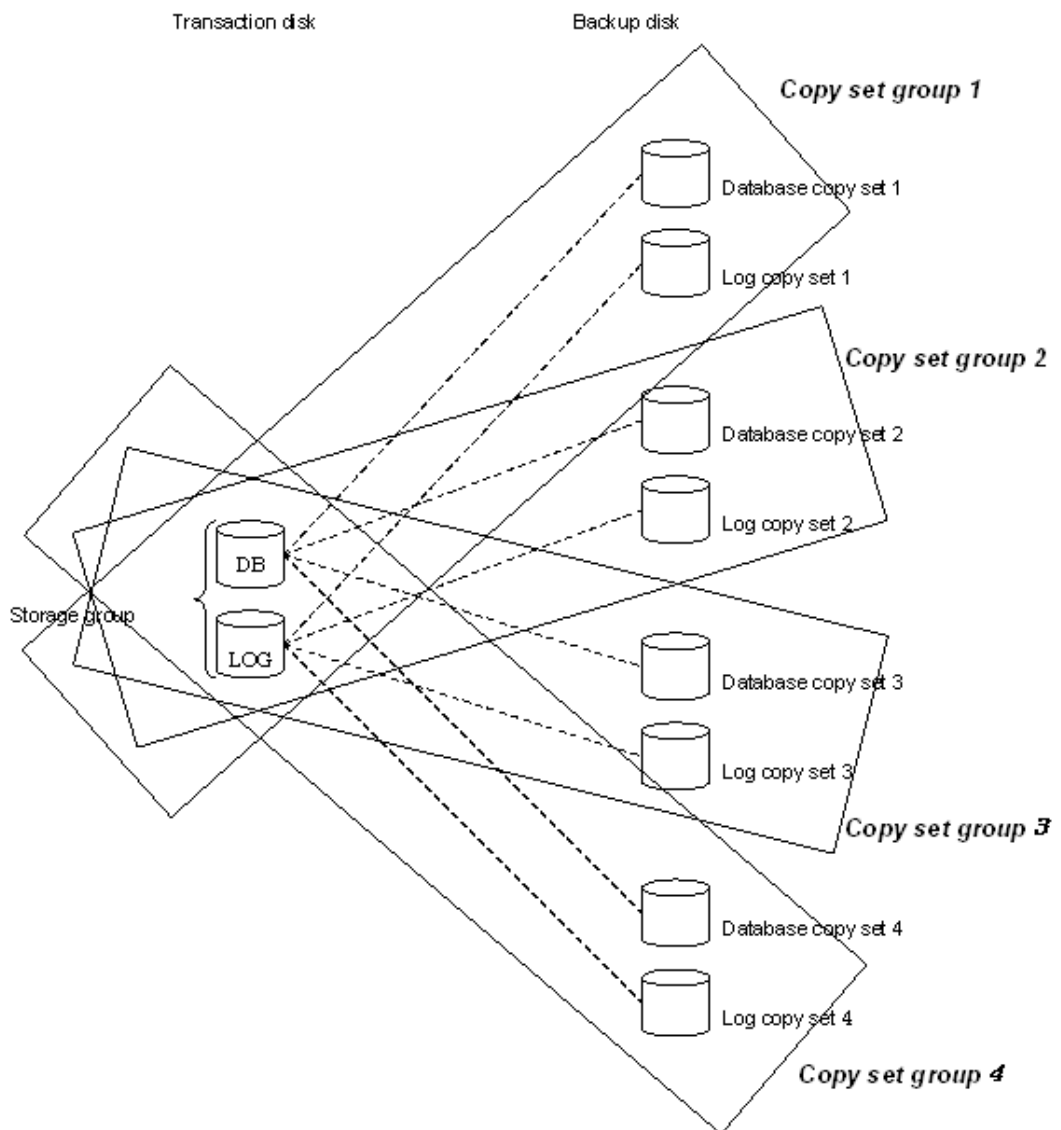 Transaction disk
Backup disk
Copy set group 1
Database copy set 1
Log copy set 1
Copy set group 2
Database copy set 2
Log copy set 2
DB
Storage group
LOG
Database copy set 3
Log copy set 3
Copy set group 3
Database copy set 4
Log copy set 4
Copy set group 4